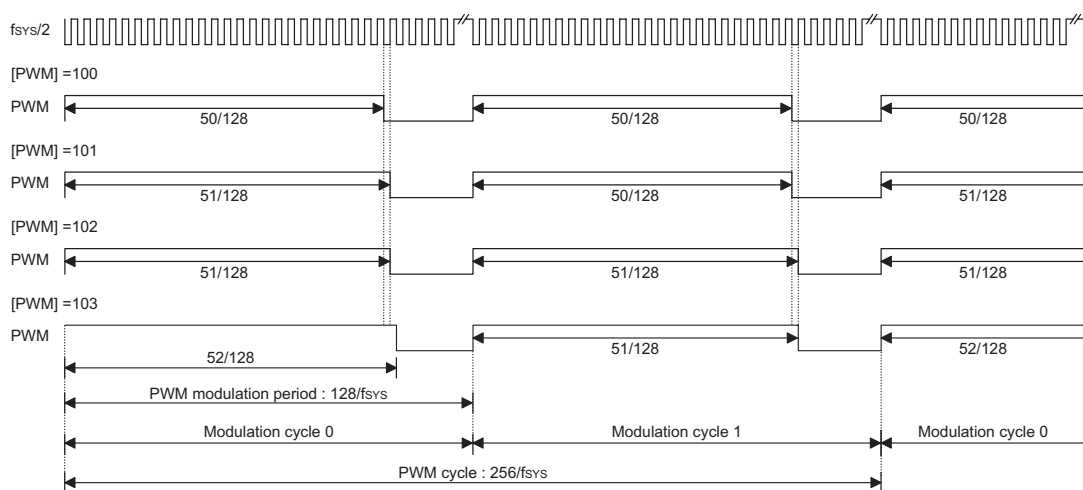 fSYS/2
[PWM] =100
PWM
50/128 50/128 50/128
[PWM] =101
PWM
51/128 50/128 51/128
[PWM] =102
PWM
51/128 51/128 51/128
[PWM] =103
PWM
52/128 51/128 52/128
PWM modulation period : 128/fSYS
Modulation cycle 0 Modulation cycle 1 Modulation cycle 0
PWM cycle : 256/fSYS